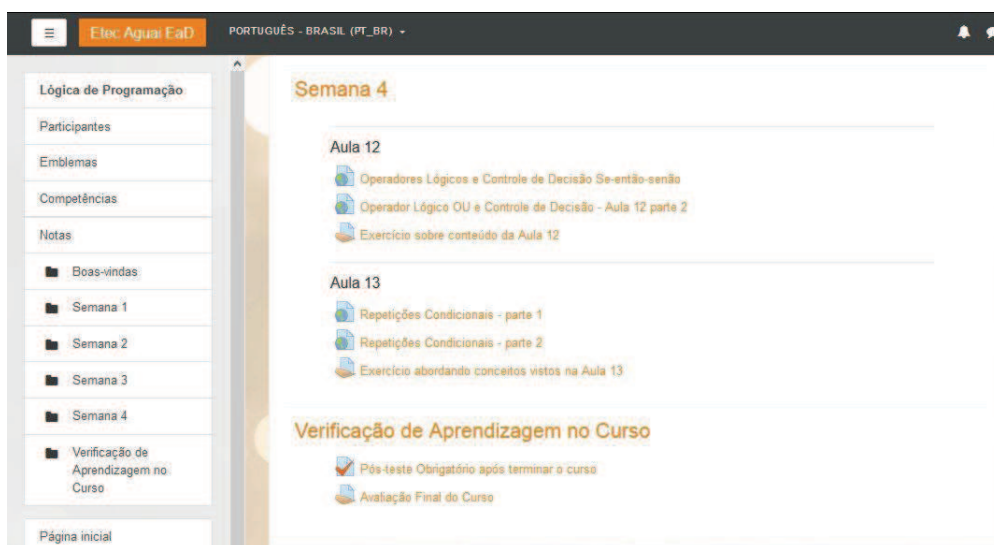 Etec Aguai EaD
PORTUGUÊS - BRASIL (PT_BR)
Lógica de Programação
Participantes
Emblemas
Competências
Notas
Boas-vindas
Semana 1
Semana 2
Semana 3
Semana 4
Verificação de
Aprendizagem no
Curso
Página inicial
Semana 4
Aula 12
Operadores Lógicos e Controle de Decisão Se-então-senão
Operador Lógico OU e Controle de Decisão - Aula 12 parte 2
Exercício sobre conteúdo da Aula 12
Aula 13
Repetições Condicionais - parte 1
Repetições Condicionais - parte 2
Exercício abordando conceitos vistos na Aula 13
Verificação de Aprendizagem no Curso
Pós-teste Obrigatório após terminar o curso
Avaliação Final do Curso